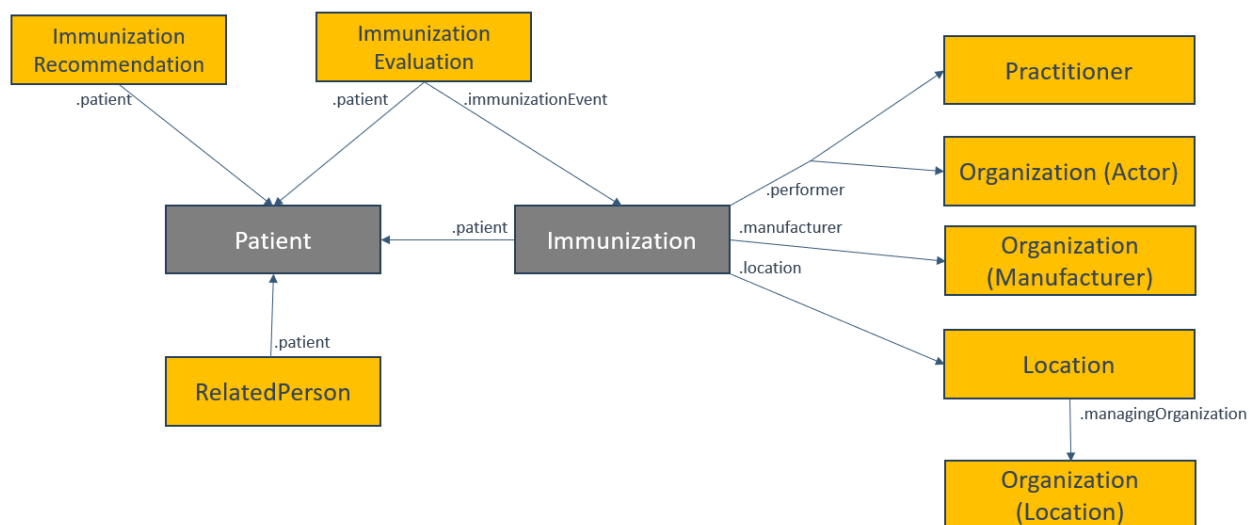 Immunization
Recommendation
Immunization
Evaluation
Practitioner
.patient
.patient
.immunizationEvent
Organization (Actor)
.performer
Patient
.patient
Immunization
.manufacturer
Organization
(Manufacturer)
.location
.patient
RelatedPerson
Location
.managingOrganization
Organization
(Location)